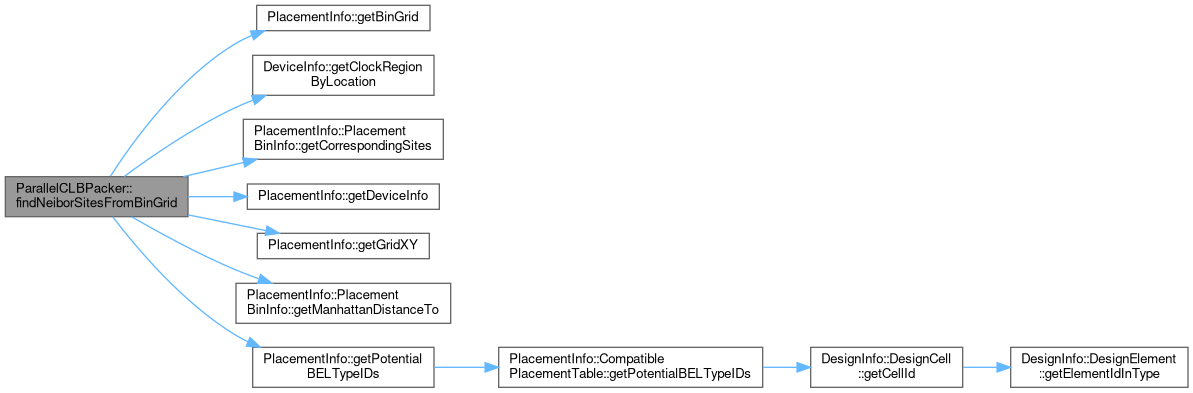 PlacementInfo::getBinGrid
DeviceInfo::getClockRegion
ByLocation
PlacementInfo::Placement
BinInfo::getCorrespondingSites
ParallelCLBPacker::
findNeiborSitesFromBinGrid
PlacementInfo::getDeviceInfo
PlacementInfo::getGridXY
PlacementInfo::Placement
BinInfo::getManhattanDistanceTo
PlacementInfo::getPotential
BELTypeIDs
PlacementInfo::Compatible
PlacementTable::getPotentialBELTypeIDs
DesignInfo::DesignCell
::getCellId
DesignInfo::DesignElement
::getElementIdInType